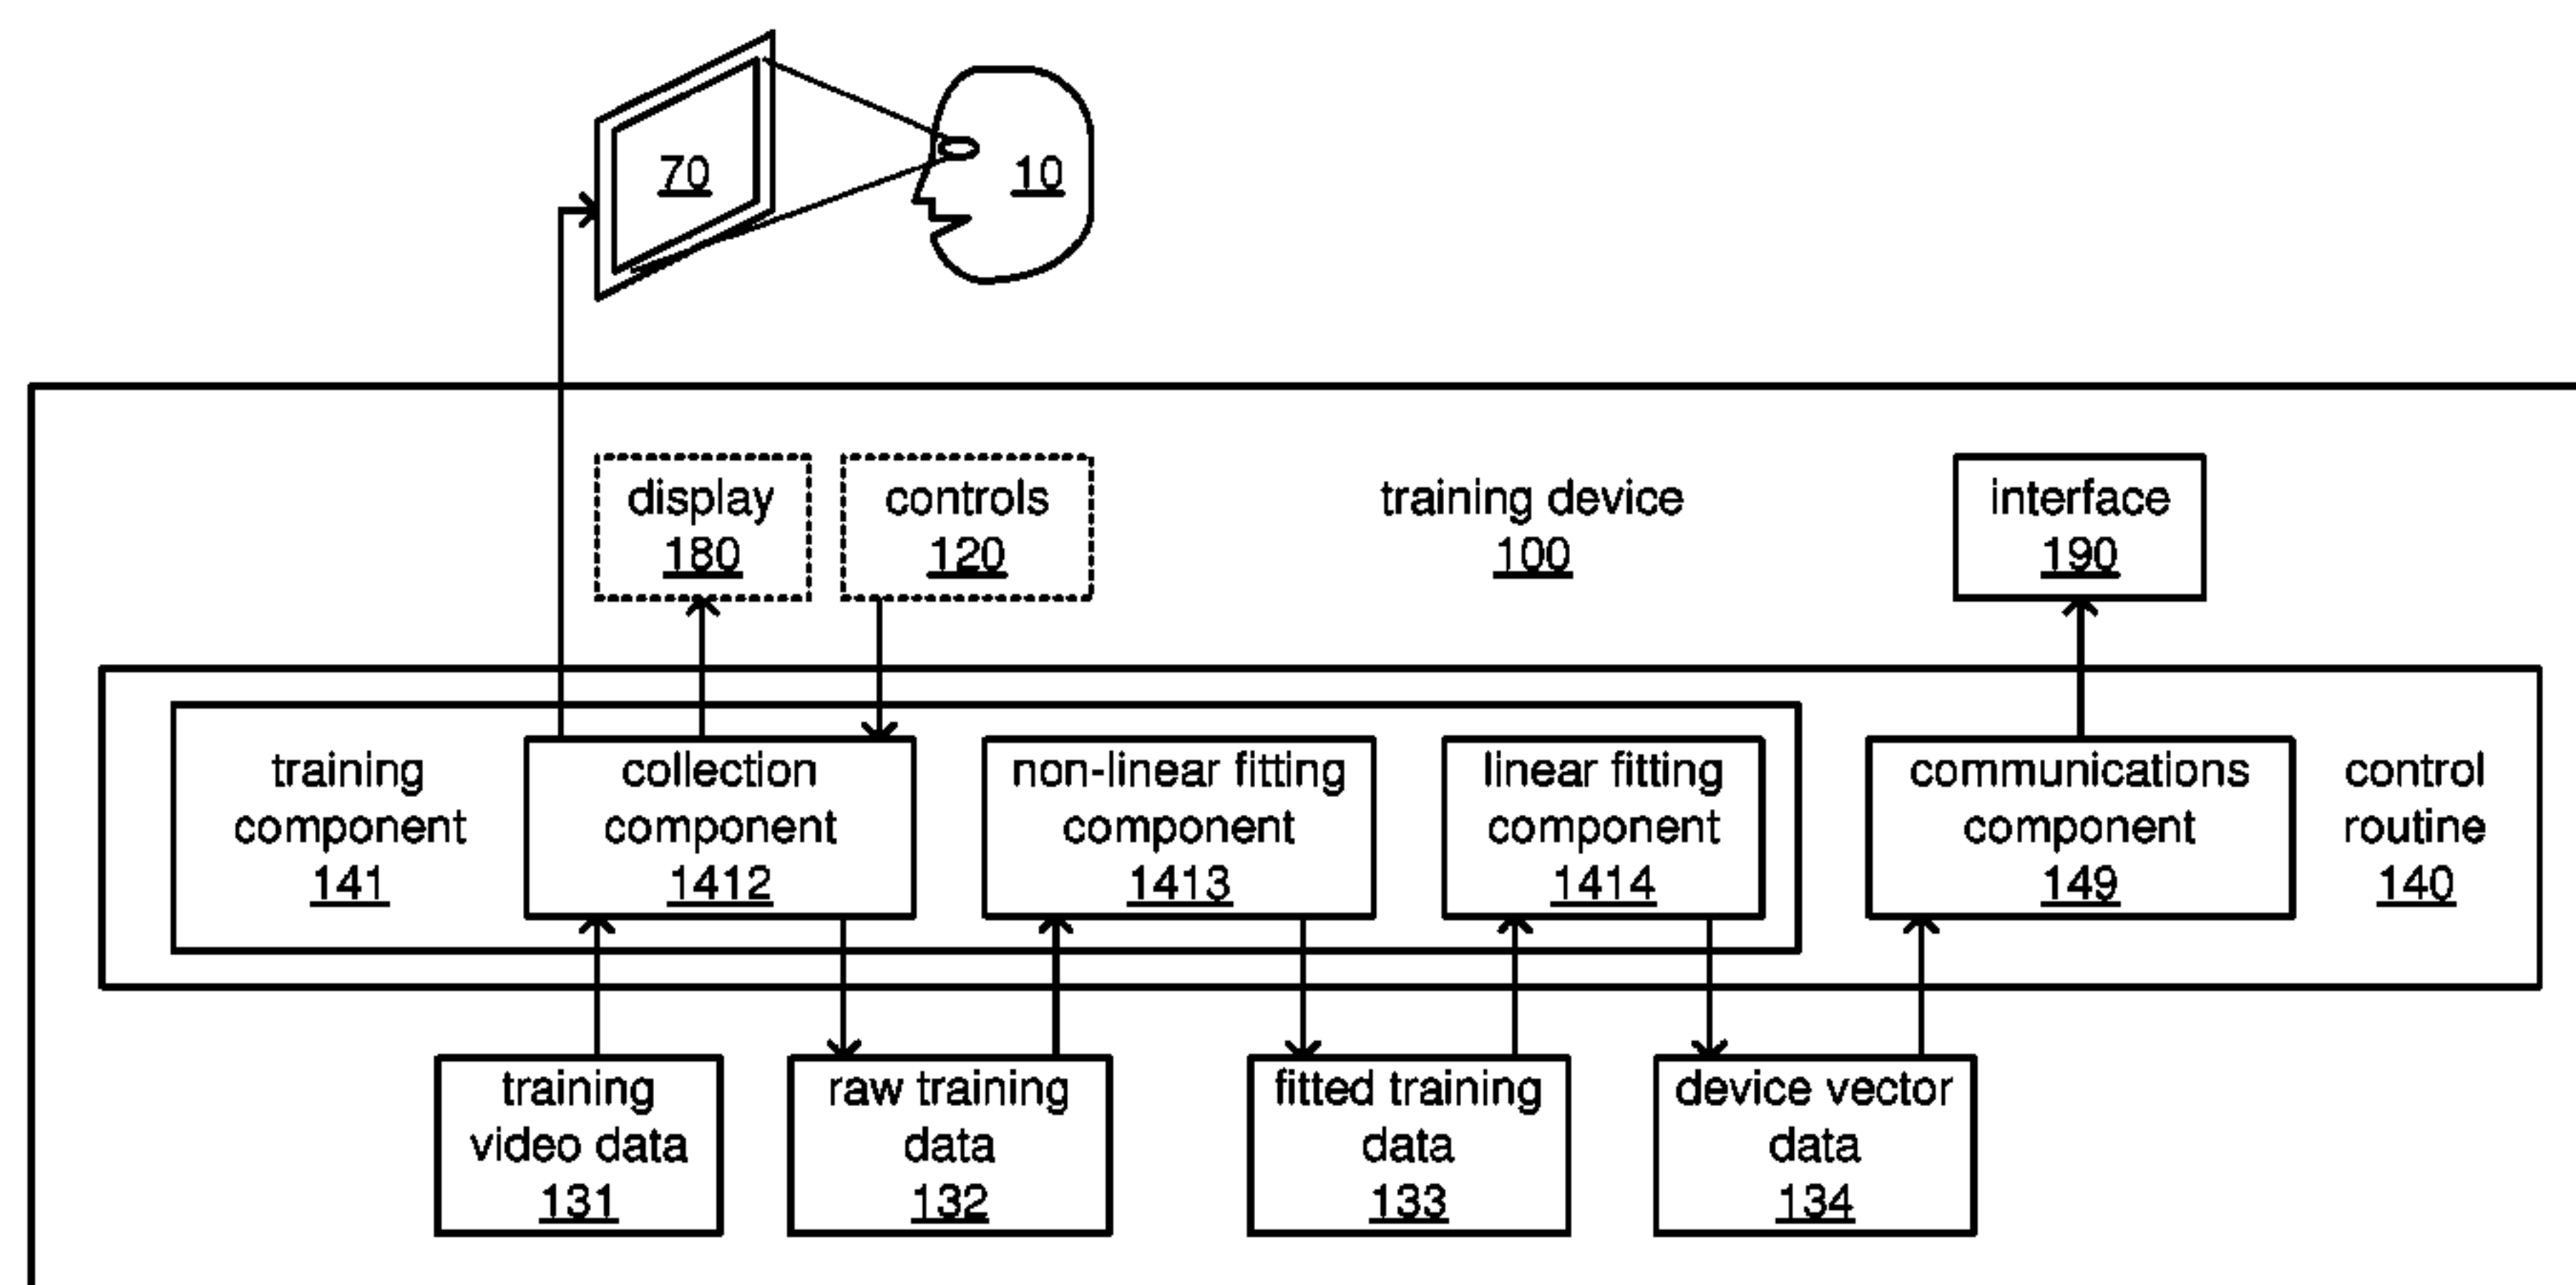 70
10
display
180
controls
120
training device
100
interface
190
training
component
141
collection
component
1412
non-linear fitting
component
1413
linear fitting
component
1414
communications
component
149
control
routine
140
training
video data
131
raw training
data
132
fitted training
data
133
device vector
data
134